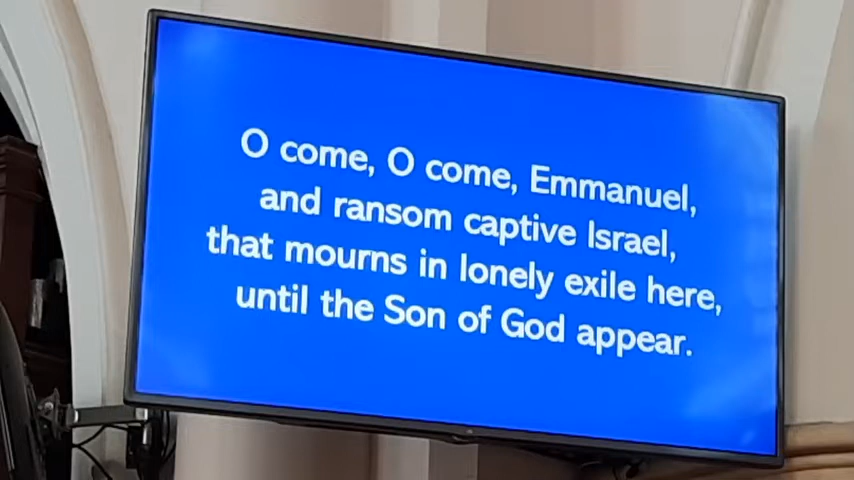 O come, O come, Emmanuel,
and ransom captive Israel,
that mourns in lonely exile here,
until the Son of God appear.